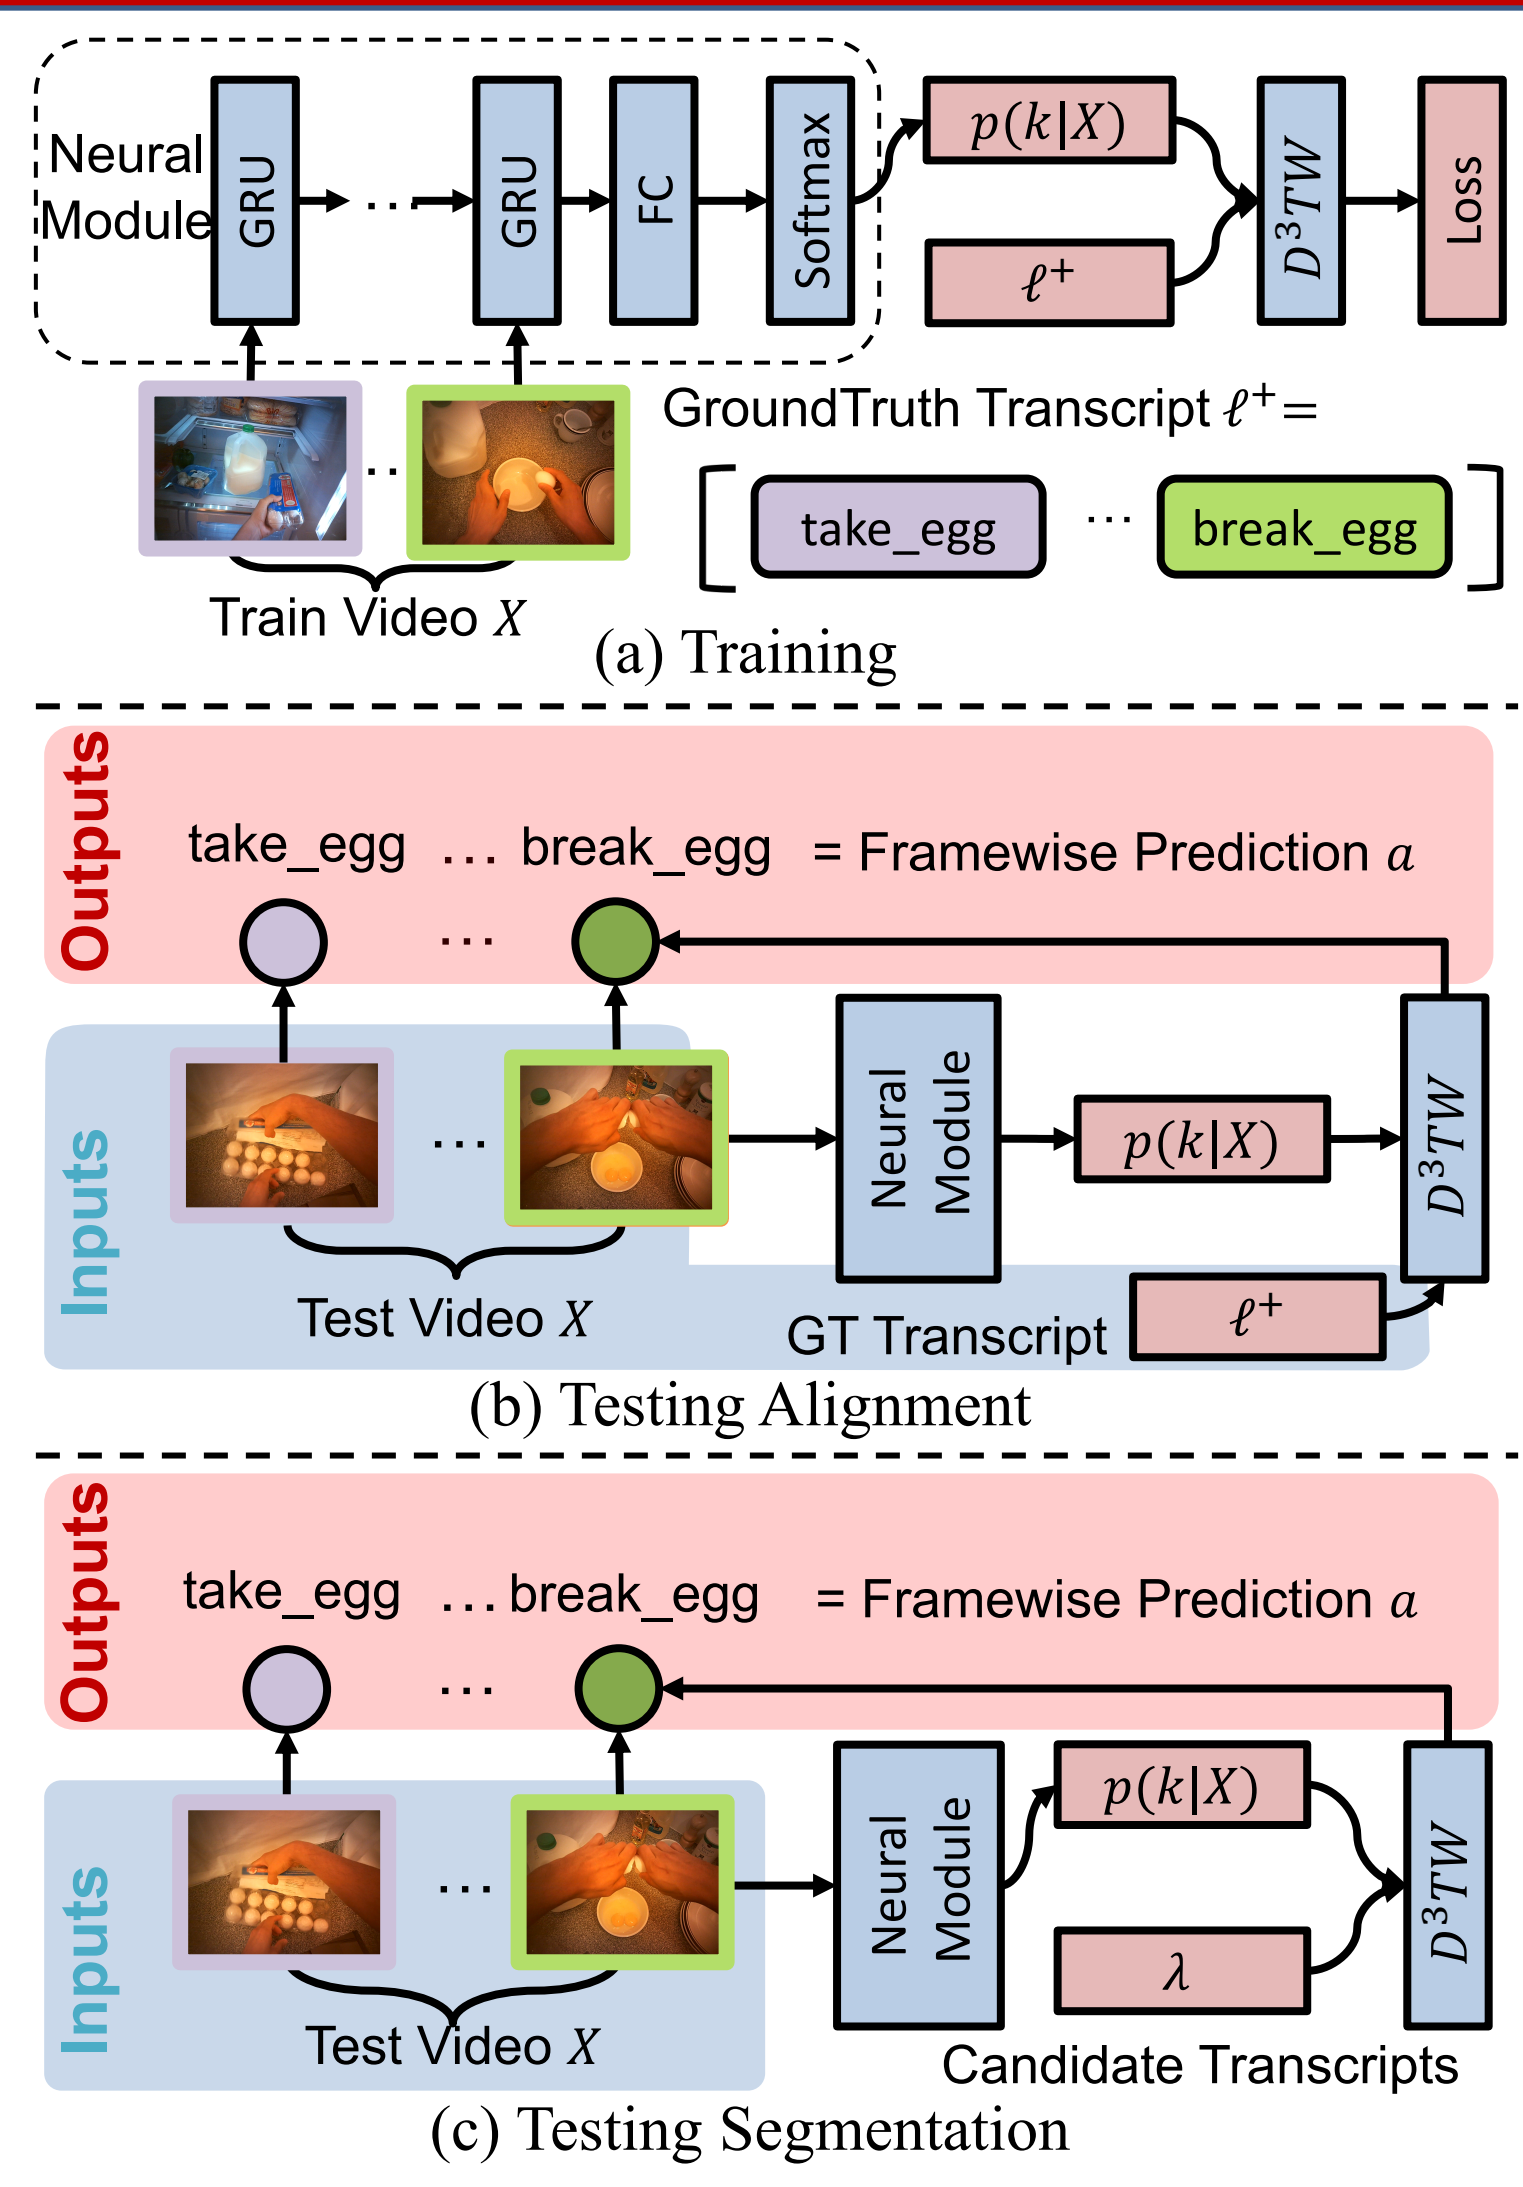 Neural
Module
GRU
...
GRU
FC
Softmax
p(k|X)
ℓ⁺
D³TW
Loss
..
GroundTruth Transcript ℓ⁺=
[ take_egg ... break_egg ]
Train Video X
(a) Training
Outputs
take_egg ... break_egg = Framewise Prediction a
...
Inputs
...
Neural
Module
p(k|X)
D³TW
Test Video X
GT Transcript
ℓ⁺
(b) Testing Alignment
Outputs
take_egg ... break_egg = Framewise Prediction a
...
Inputs
...
Neural
Module
p(k|X)
λ
D³TW
Test Video X
Candidate Transcripts
(c) Testing Segmentation